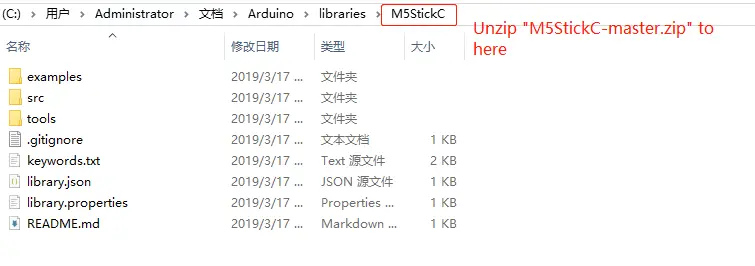 (C:) > 用户 > Administrator > 文档 > Arduino > libraries > M5StickC
Unzip "M5StickC-master.zip" to
here
修改日期 类型 大小
examples 2019/3/17 ... 文件夹
src 2019/3/17 ... 文件夹
tools 2019/3/17 ... 文件夹
.gitignore 2019/3/17 ... 文本文档 1 KB
keywords.txt 2019/3/17 ... Text 源文件 2 KB
library.json 2019/3/17 ... JSON 源文件 1 KB
library.properties 2019/3/17 ... Properties ... 1 KB
README.md 2019/3/17 ... Markdown ... 1 KB